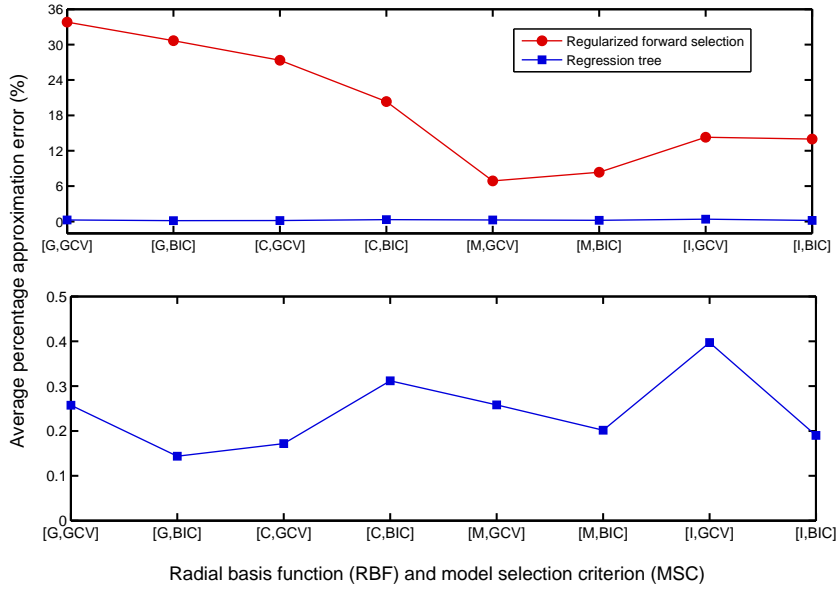 Average percentage approximation error (%)
36
30
24
18
12
6
0
Regularized forward selection
Regression tree
[G,GCV] [G,BIC] [C,GCV] [C,BIC] [M,GCV] [M,BIC] [I,GCV] [I,BIC]
0.5
0.4
0.3
0.2
0.1
0
[G,GCV] [G,BIC] [C,GCV] [C,BIC] [M,GCV] [M,BIC] [I,GCV] [I,BIC]
Radial basis function (RBF) and model selection criterion (MSC)